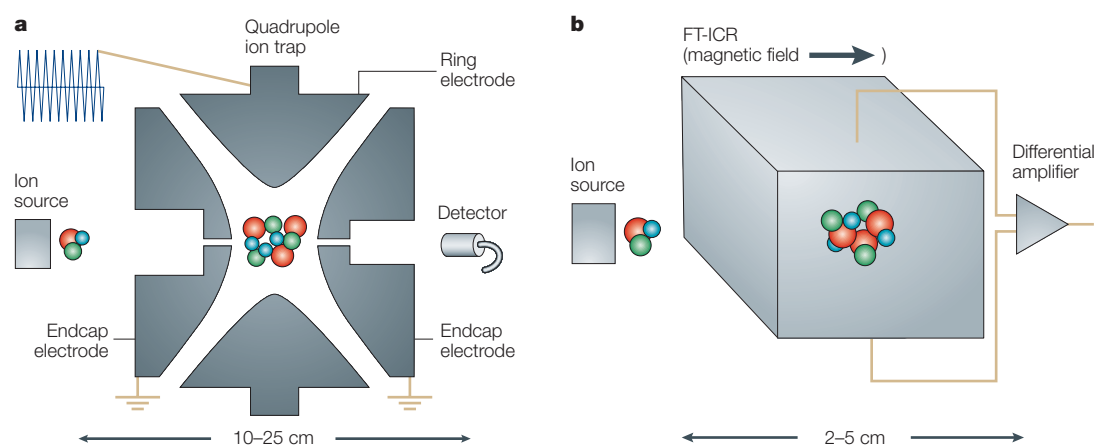 a
Quadrupole
ion trap
Ring
electrode
Ion
source
Detector
Endcap
electrode
Endcap
electrode
10–25 cm
b
FT-ICR
(magnetic field )
Ion
source
Differential
amplifier
2–5 cm